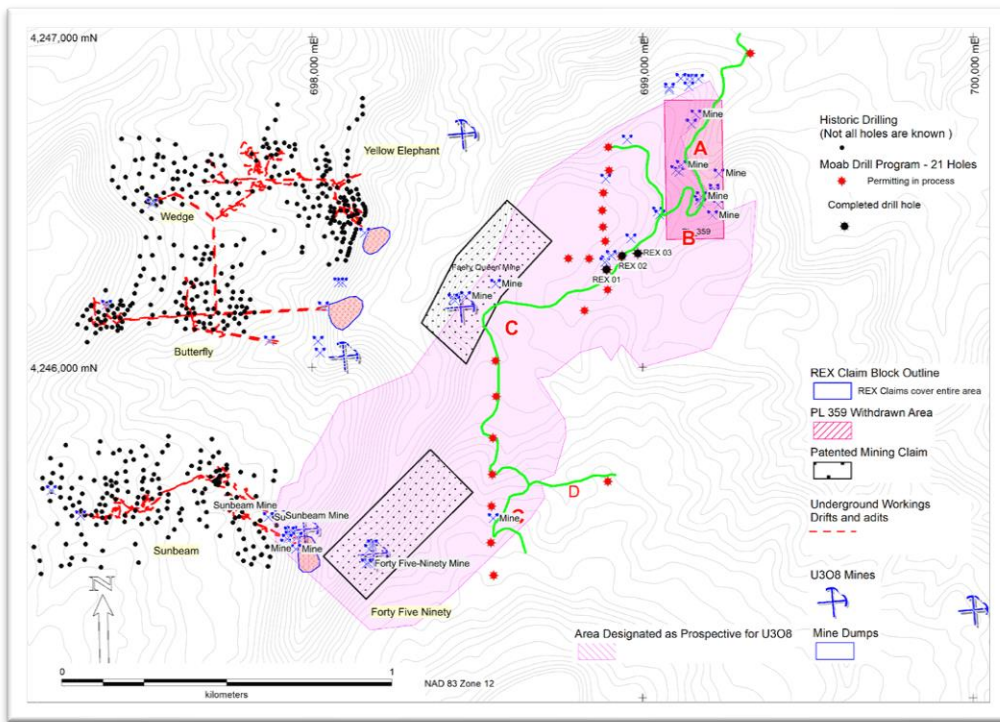 4,247,000 mN
698,000 mE
699,000 mE
700,000 mE
Historic Drilling
(Not all holes are known )
Moab Drill Program - 21 Holes
Permitting in process
Completed drill hole
Yellow Elephant
Wedge
Mine
A
Mine
Mine
Mine
Mine
B
359
REX 03
REX 02
REX 01
Faery Queen Mine
Mine
Mine
C
Butterfly
4,246,000 mN
REX Claim Block Outline
REX Claims cover entire area
PL 359 Withdrawn Area
Patented Mining Claim
Underground Workings
Drifts and adits
D
Sunbeam Mine
Su
Sunbeam Mine
Mine
Mine
Mine
Sunbeam
Forty Five-Ninety Mine
Forty Five Ninety
U3O8 Mines
Area Designated as Prospective for U3O8
Mine Dumps
N
0
1
kilometers
NAD 83 Zone 12